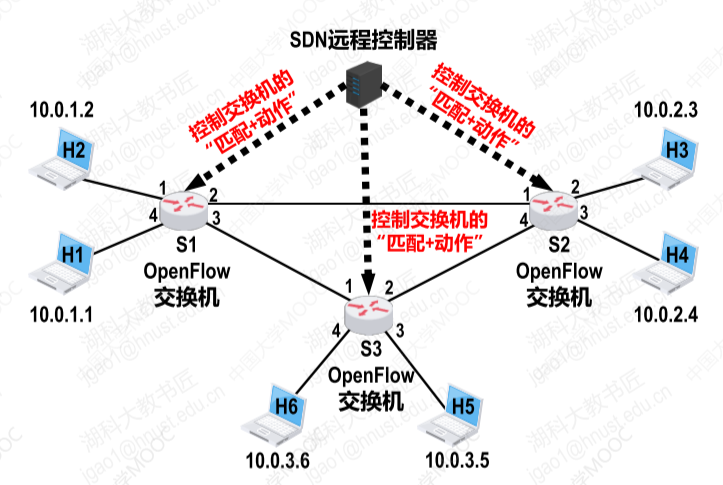 SDN远程控制器
控制交换机的
“匹配+动作”
控制交换机的
“匹配+动作”
10.0.1.2
10.0.2.3
H2
H3
1
2
4
3
1
2
4
3
控制交换机的
“匹配+动作”
S1
OpenFlow
交换机
S2
OpenFlow
交换机
H1
H4
10.0.1.1
10.0.2.4
1
2
4
3
S3
OpenFlow
交换机
H6
H5
10.0.3.6
10.0.3.5
湖科大教书匠
jgao1@hnust.edu.cn
中国大学MOOC